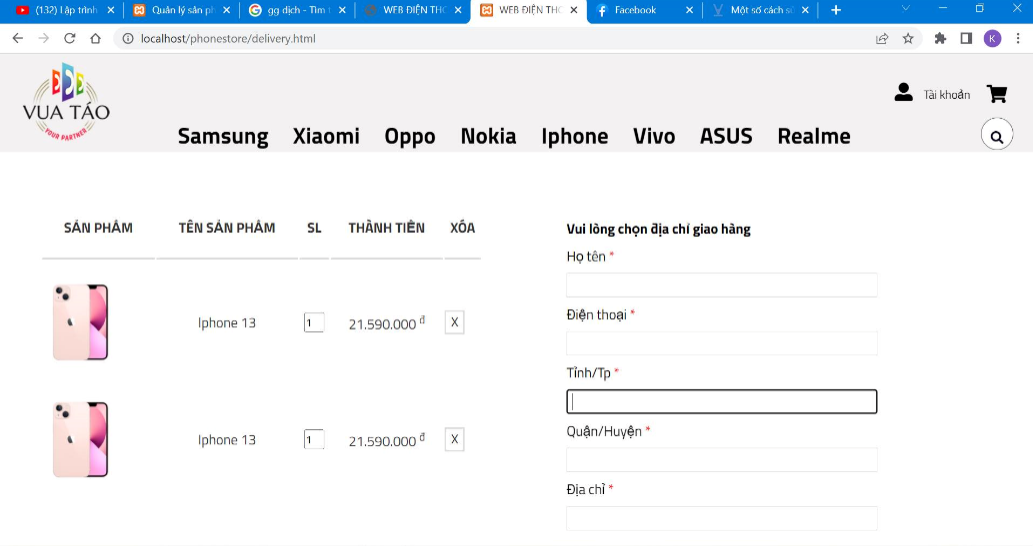 (132) Lập trình
Quản lý sản ph
gg dịch - Tìm t
WEB ĐIỆN THO
WEB ĐIỆN THO
Facebook
Một số cách s
localhost/phonestore/delivery.html
K
VUA TÁO
YOUR PARTNER
Tài khoản
Samsung Xiaomi Oppo Nokia Iphone Vivo ASUS Realme
SẢN PHẨM TÊN SẢN PHẨM SL THÀNH TIỀN XÓA
Iphone 13 1 21.590.000 đ X
Iphone 13 1 21.590.000 đ X
Vui lòng chọn địa chỉ giao hàng
Họ tên *
Điện thoại *
Tỉnh/Tp *
Quận/Huyện *
Địa chỉ *